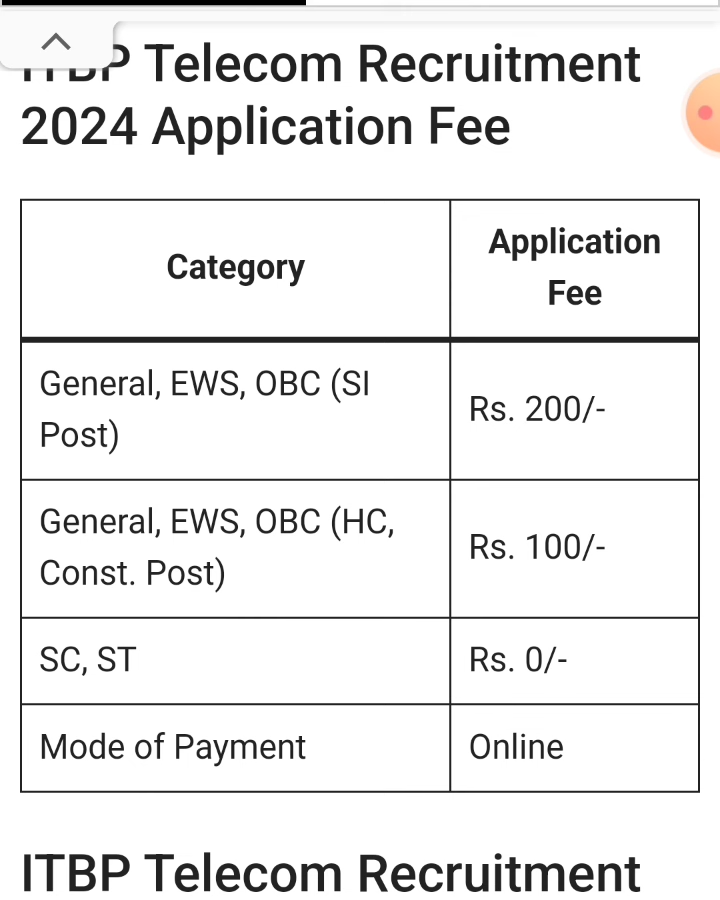 ITBP Telecom Recruitment
2024 Application Fee
Category
Application
Fee
General, EWS, OBC (SI
Post)
Rs. 200/-
General, EWS, OBC (HC,
Const. Post)
Rs. 100/-
SC, ST
Rs. 0/-
Mode of Payment
Online
ITBP Telecom Recruitment